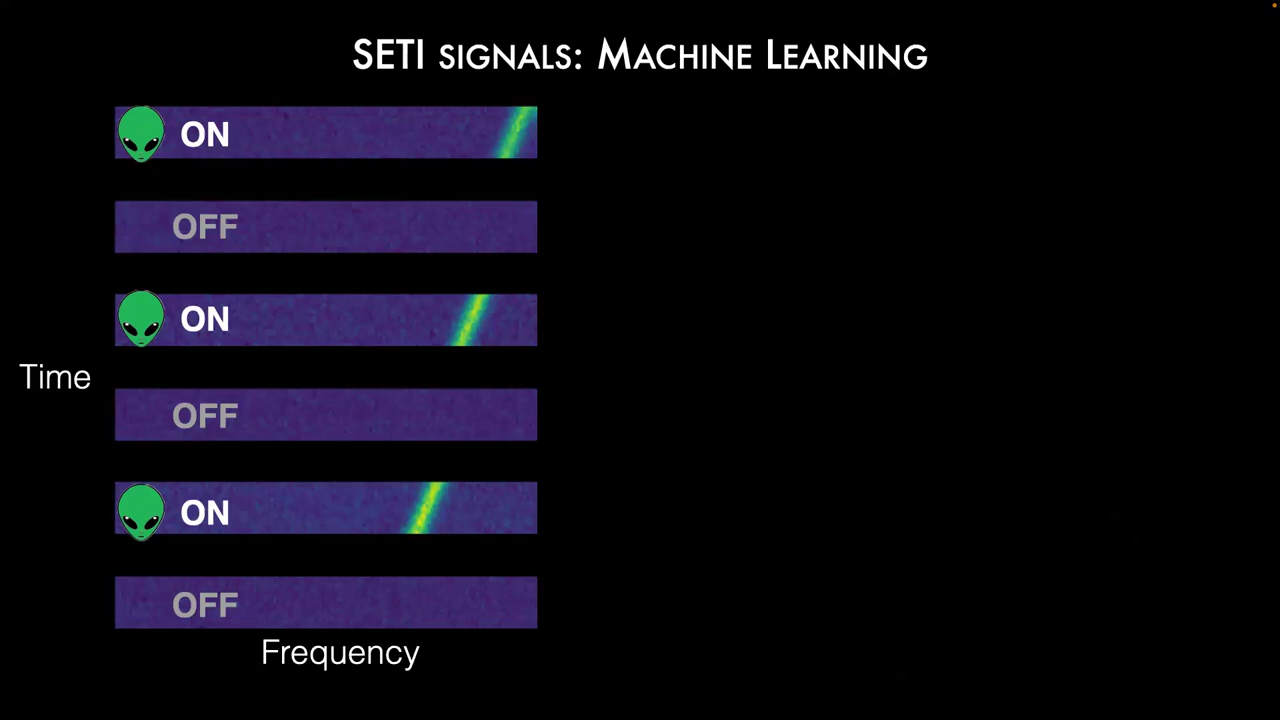 SETI SIGNALS: MACHINE LEARNING
ON
OFF
ON
Time
OFF
ON
OFF
Frequency